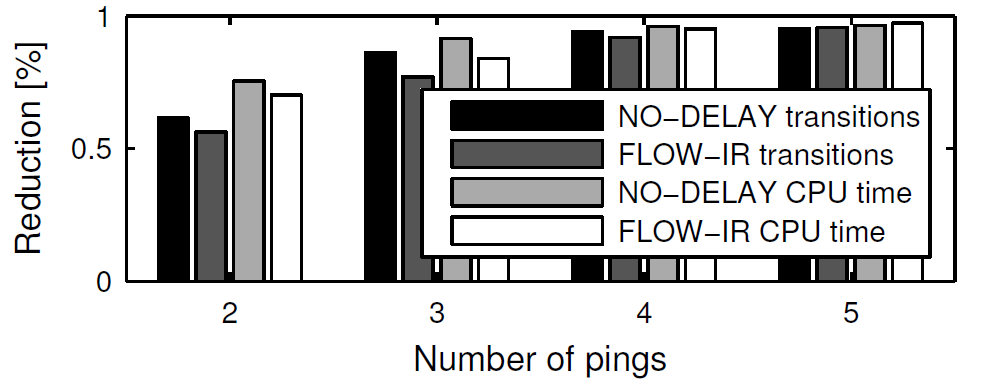 Reduction [%]
1
0.5
0
NO−DELAY transitions
FLOW−IR transitions
NO−DELAY CPU time
FLOW−IR CPU time
2 3 4 5
Number of pings